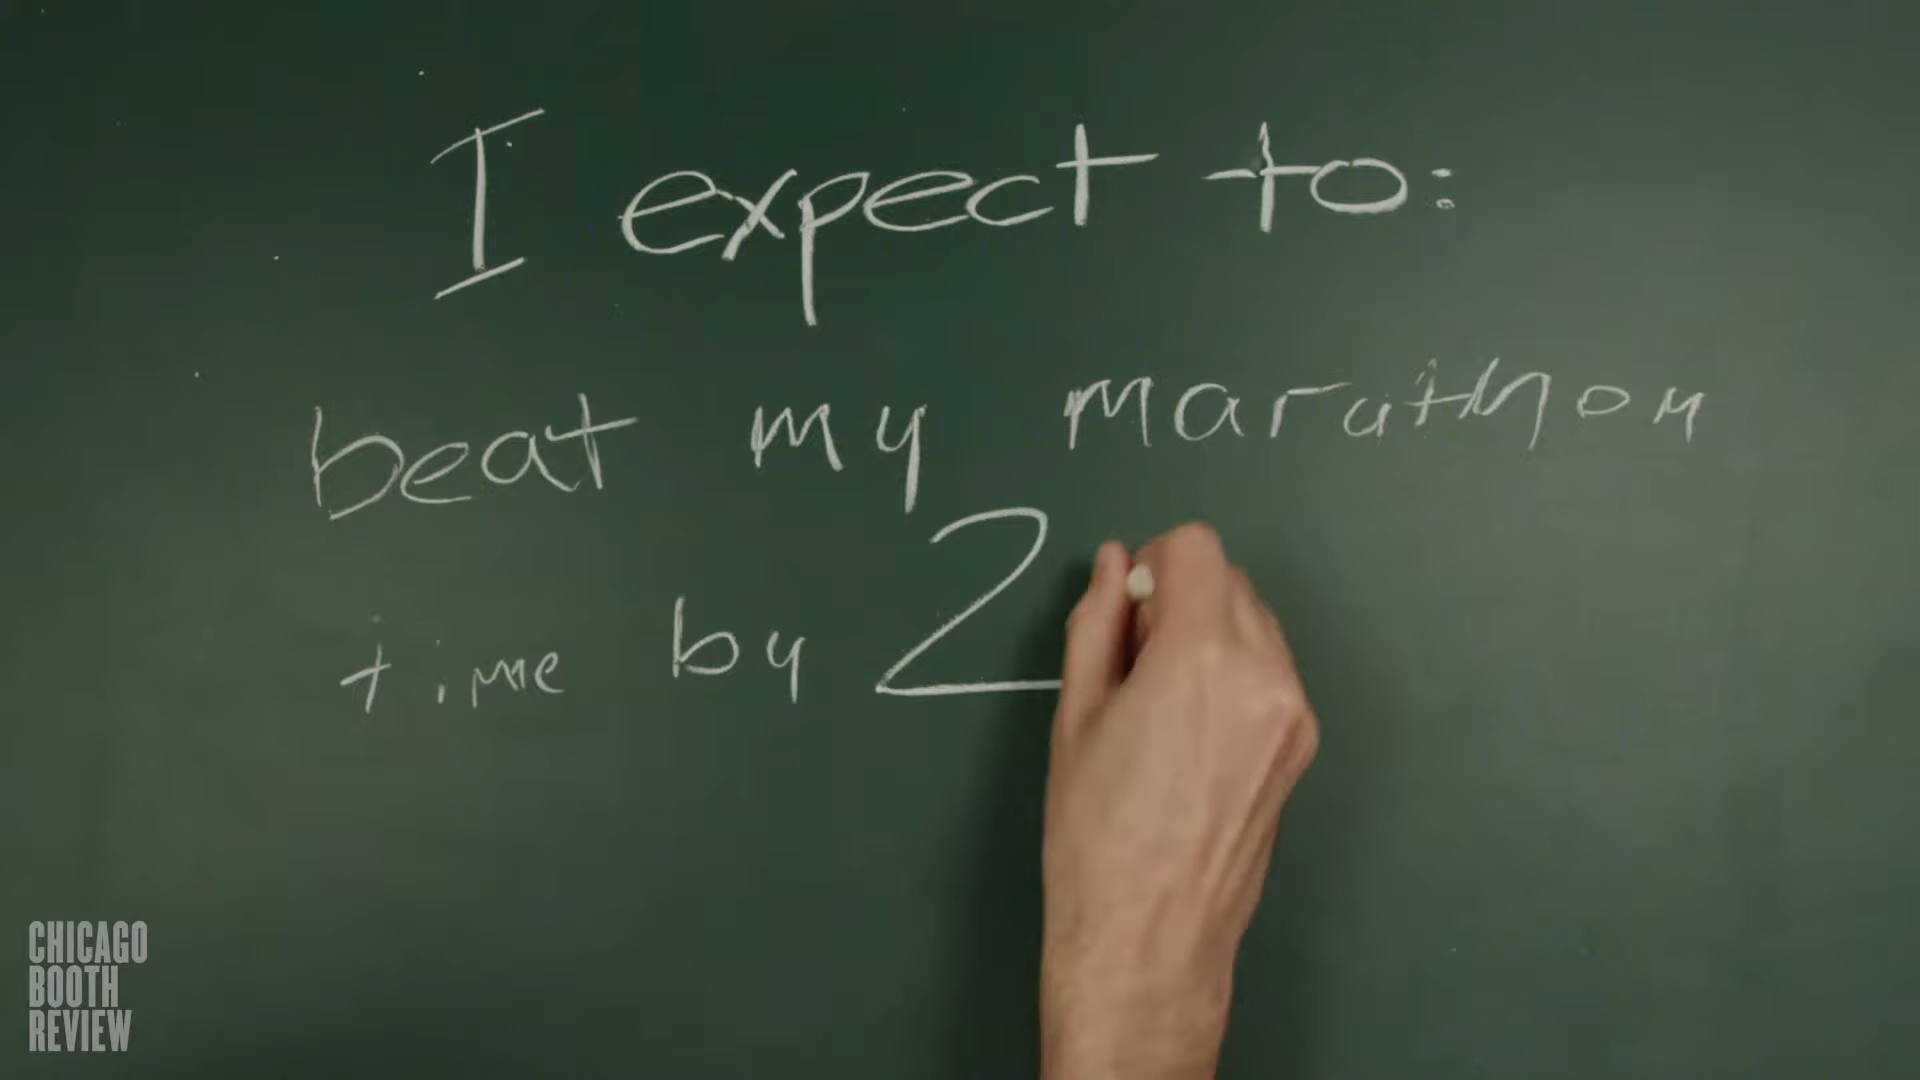 I expect to:
beat my marathon
time by 2
CHICAGO
BOOTH
REVIEW